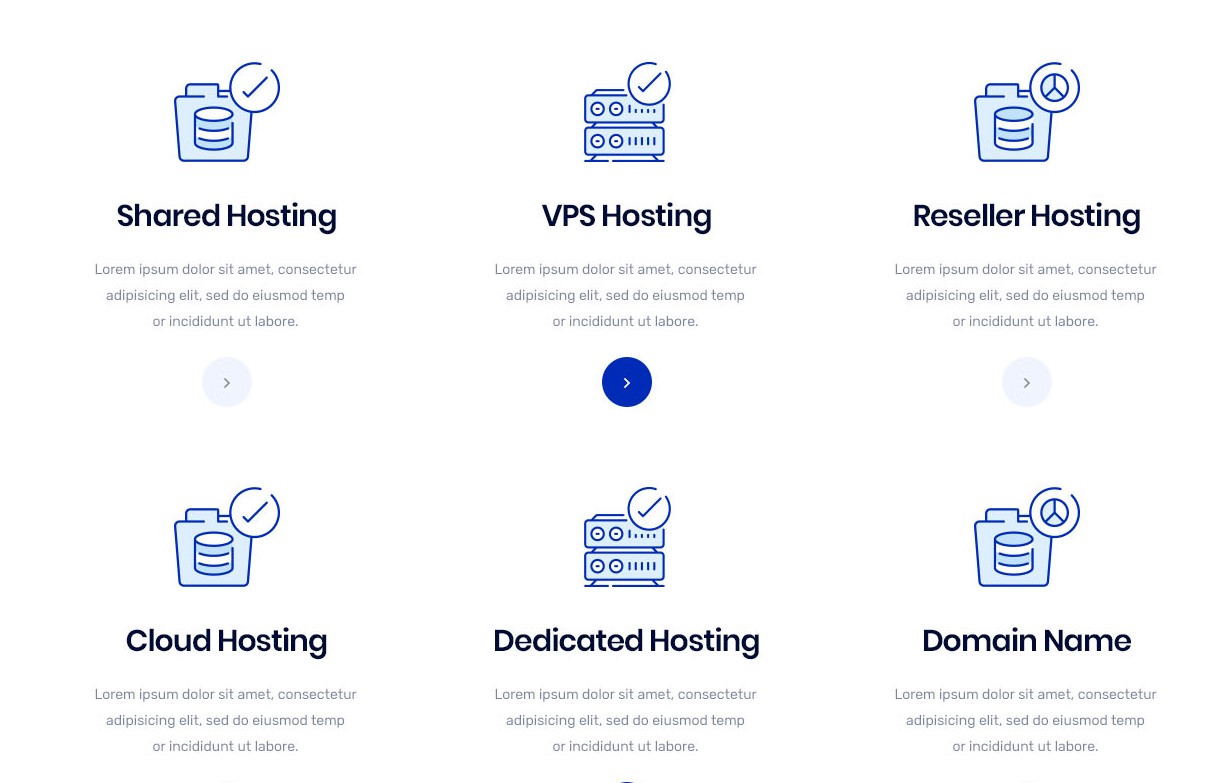 Shared Hosting
Lorem ipsum dolor sit amet, consectetur
adipisicing elit, sed do eiusmod temp
or incididunt ut labore.
VPS Hosting
Lorem ipsum dolor sit amet, consectetur
adipisicing elit, sed do eiusmod temp
or incididunt ut labore.
Reseller Hosting
Lorem ipsum dolor sit amet, consectetur
adipisicing elit, sed do eiusmod temp
or incididunt ut labore.
Cloud Hosting
Lorem ipsum dolor sit amet, consectetur
adipisicing elit, sed do eiusmod temp
or incididunt ut labore.
Dedicated Hosting
Lorem ipsum dolor sit amet, consectetur
adipisicing elit, sed do eiusmod temp
or incididunt ut labore.
Domain Name
Lorem ipsum dolor sit amet, consectetur
adipisicing elit, sed do eiusmod temp
or incididunt ut labore.